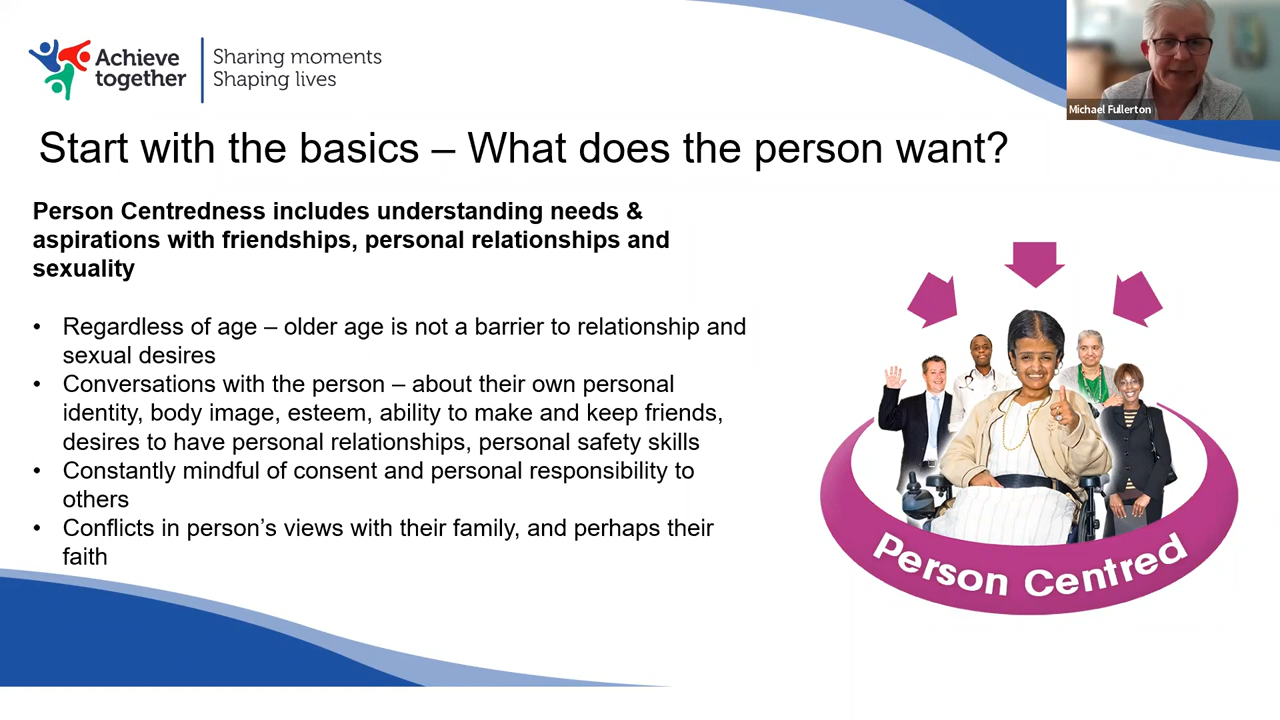 Achieve
together
Sharing moments
Shaping lives
Michael Fullerton
Start with the basics – What does the person want?
Person Centredness includes understanding needs &
aspirations with friendships, personal relationships and
sexuality
• Regardless of age – older age is not a barrier to relationship and
sexual desires
• Conversations with the person – about their own personal
identity, body image, esteem, ability to make and keep friends,
desires to have personal relationships, personal safety skills
• Constantly mindful of consent and personal responsibility to
others
• Conflicts in person’s views with their family, and perhaps their
faith
Person Centred